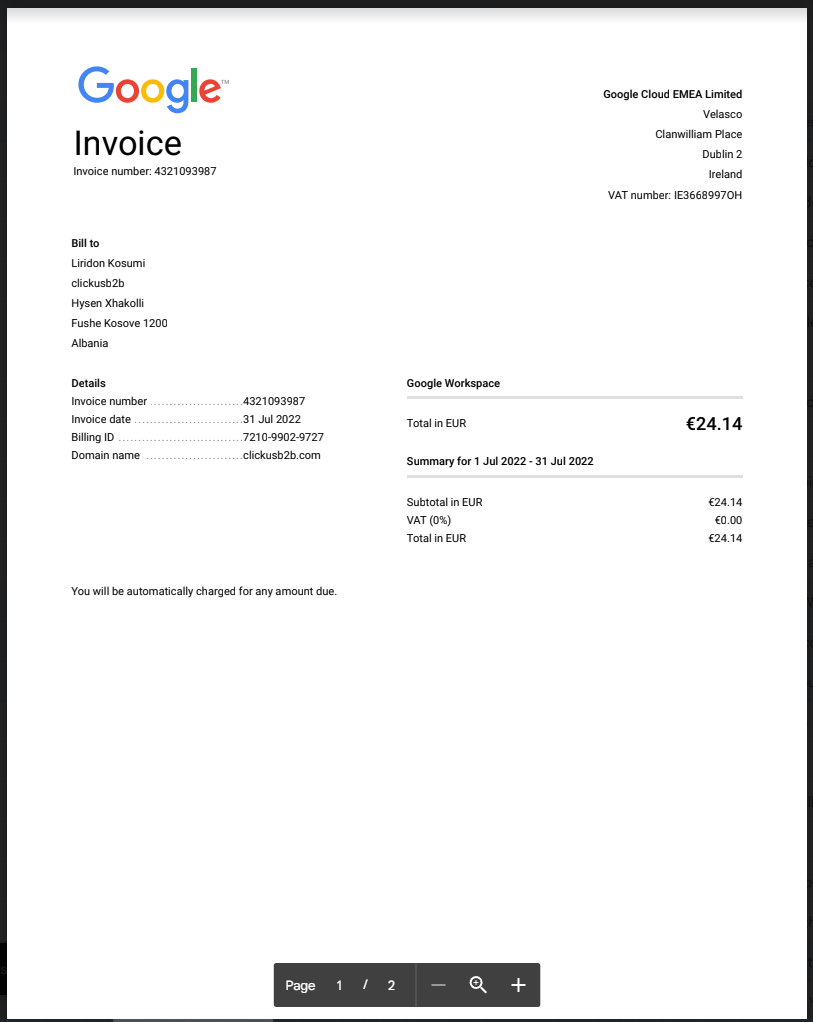 Google™
Invoice
Invoice number: 4321093987
Google Cloud EMEA Limited
Velasco
Clanwilliam Place
Dublin 2
Ireland
VAT number: IE3668997OH
Bill to
Liridon Kosumi
clickusb2b
Hysen Xhakolli
Fushe Kosove 1200
Albania
Details
Invoice number ........................ 4321093987
Invoice date ............................ 31 Jul 2022
Billing ID ................................ 7210-9902-9727
Domain name ......................... clickusb2b.com
Google Workspace
Total in EUR €24.14
Summary for 1 Jul 2022 - 31 Jul 2022
Subtotal in EUR €24.14
VAT (0%) €0.00
Total in EUR €24.14
You will be automatically charged for any amount due.
Page 1 / 2